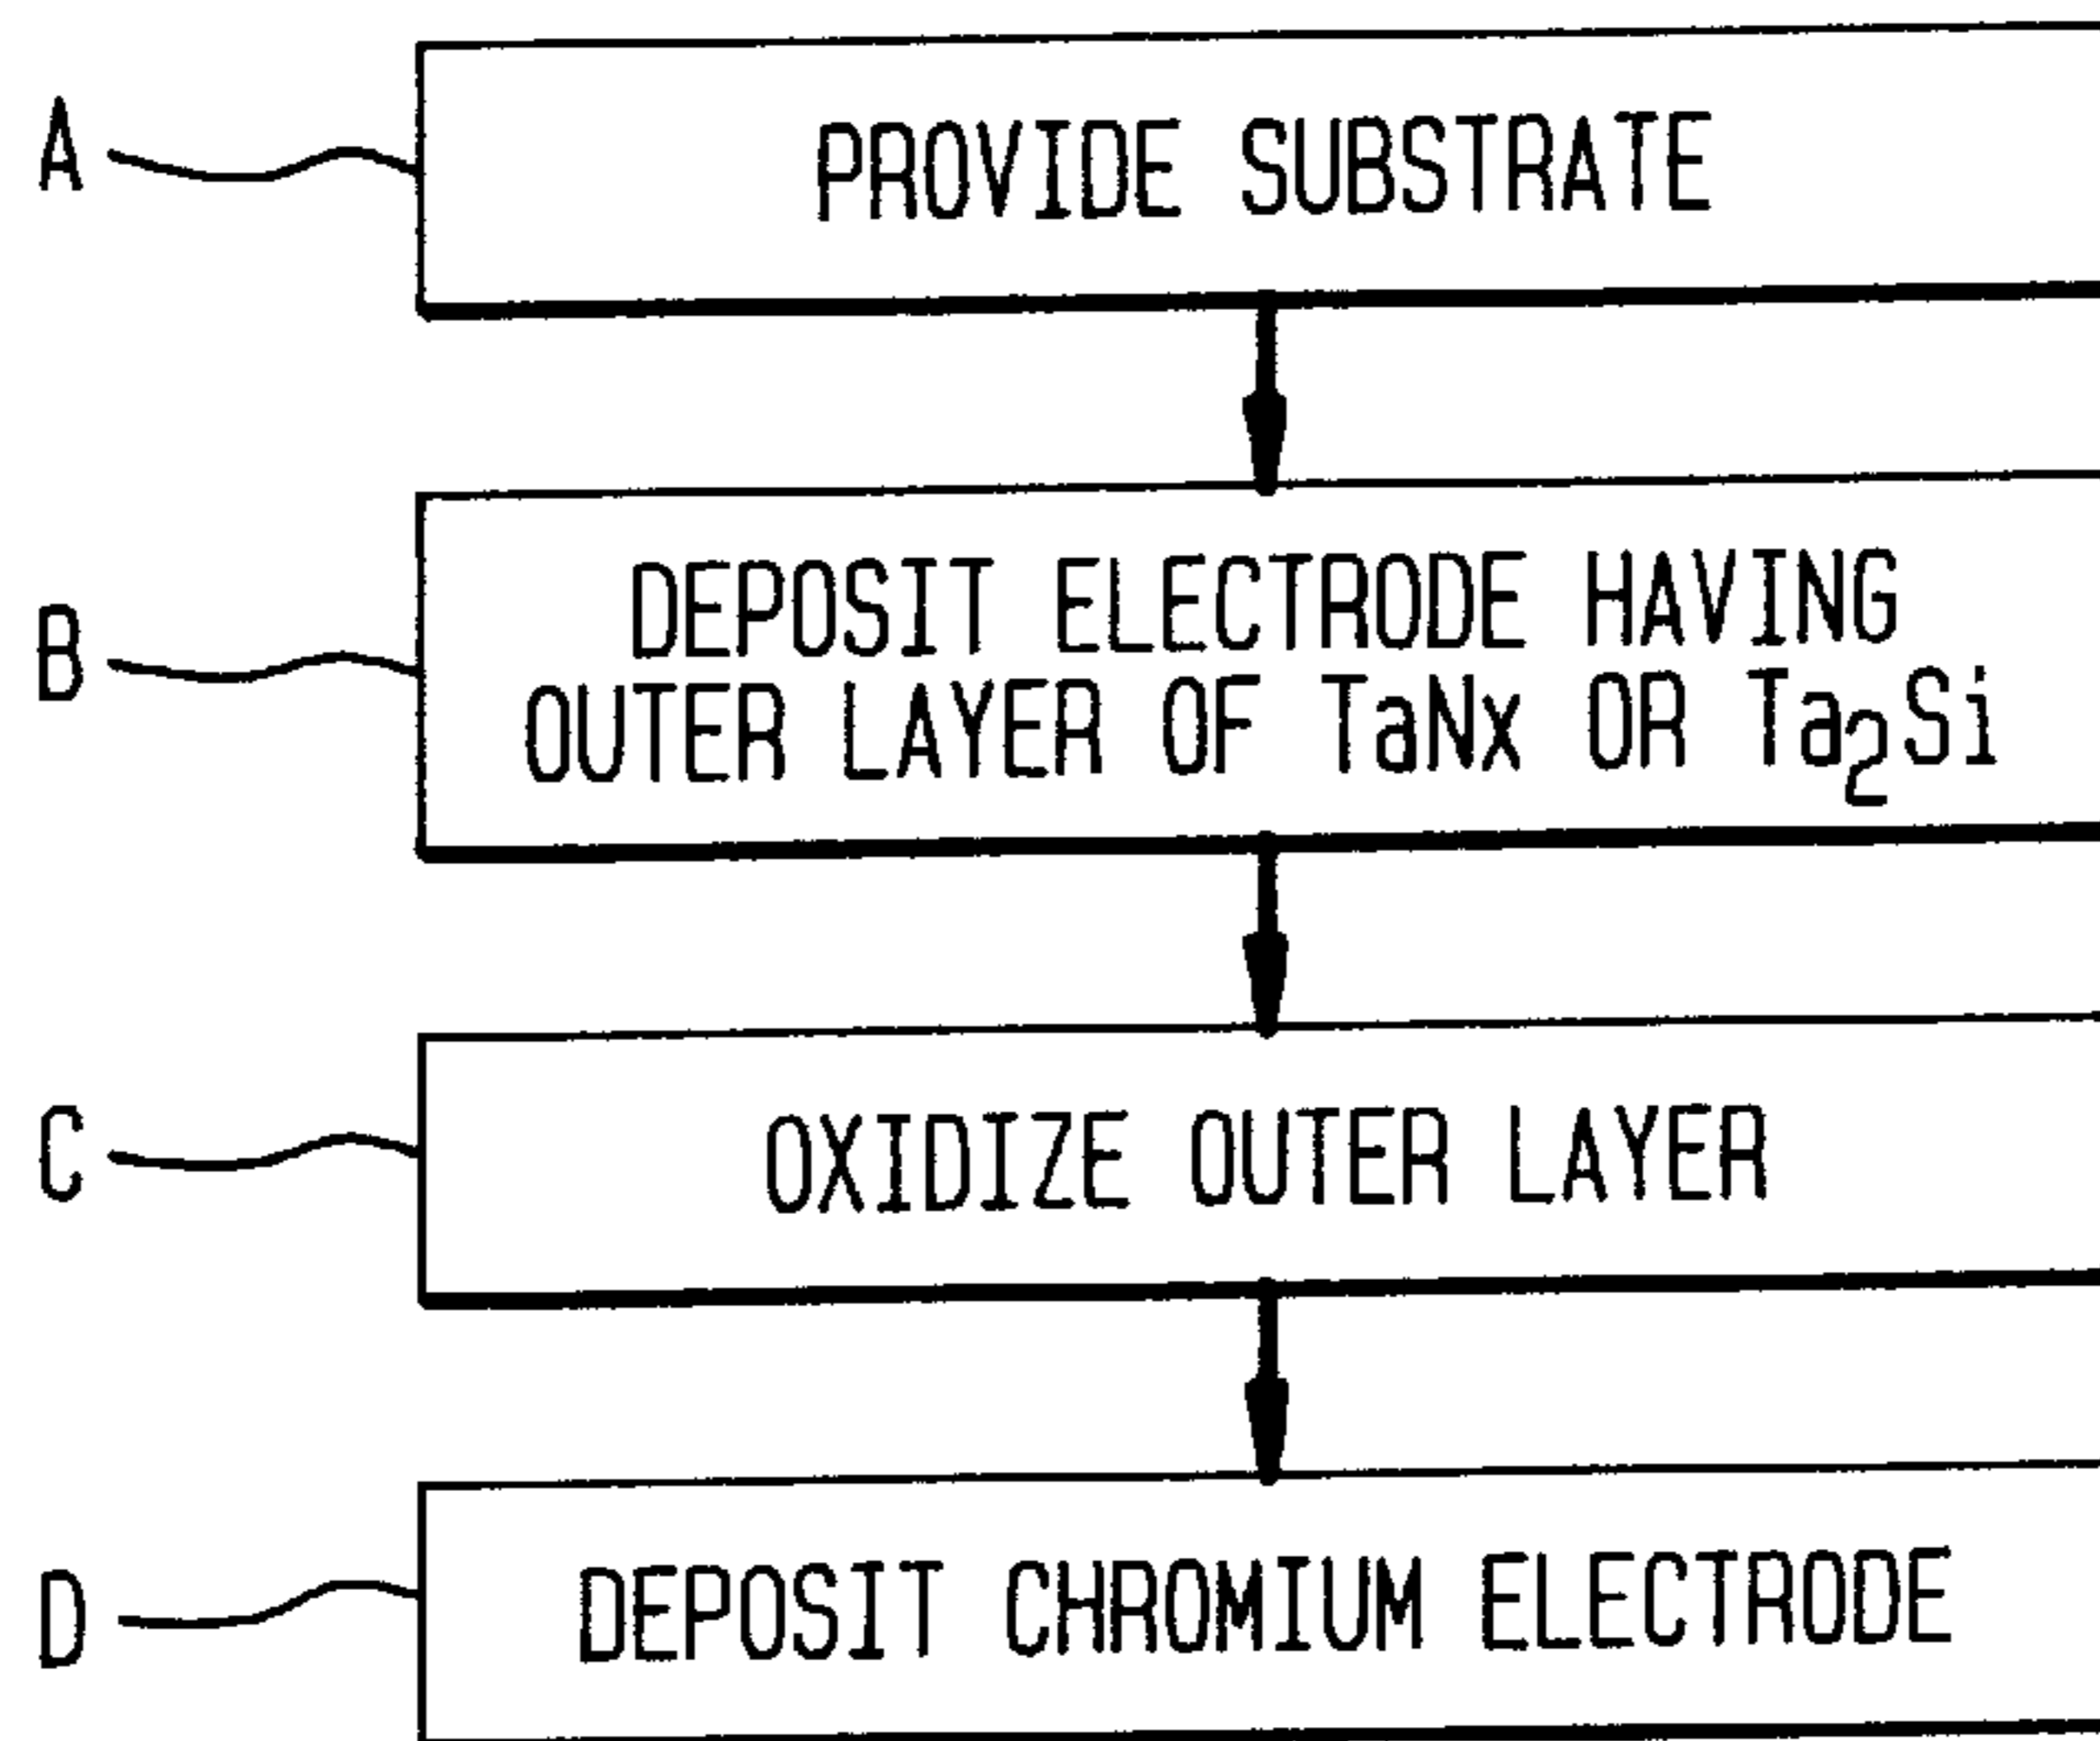 A
PROVIDE SUBSTRATE
B
DEPOSIT ELECTRODE HAVING
OUTER LAYER OF TaNx OR Ta₂Si
C
OXIDIZE OUTER LAYER
D
DEPOSIT CHROMIUM ELECTRODE